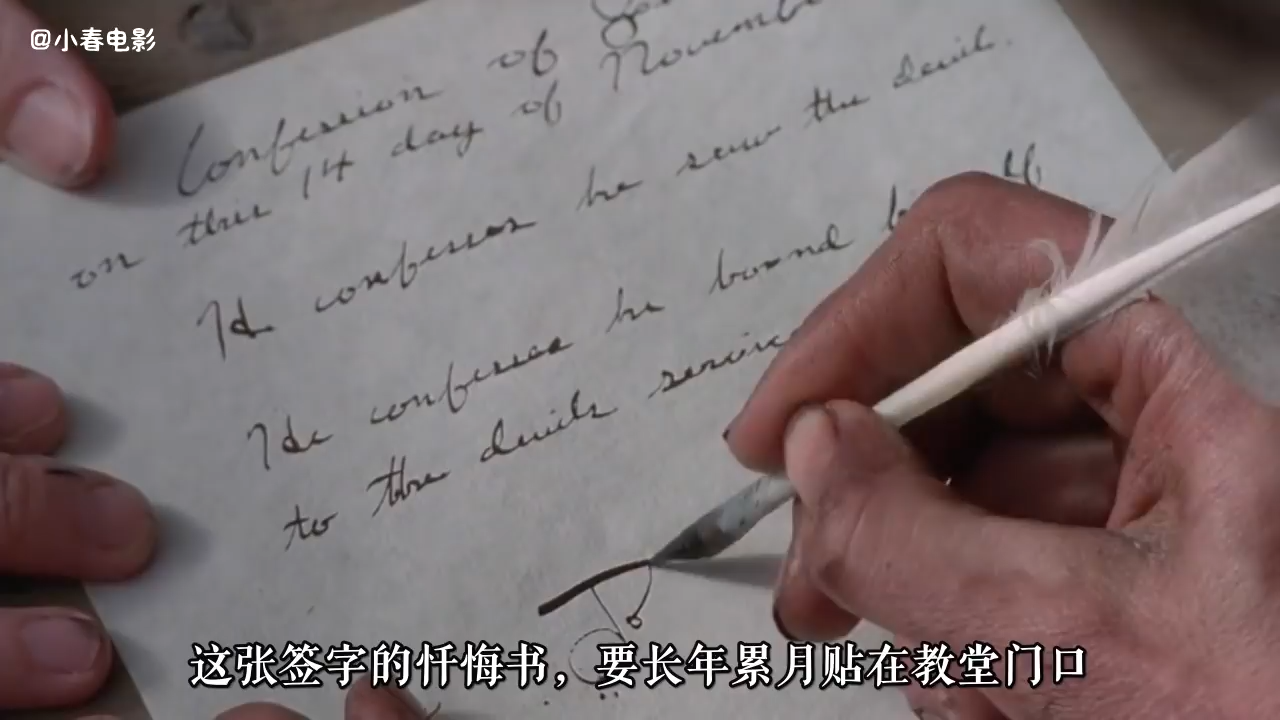 @小春电影
Confession of
on this 14 day of November
He confesses he saw the devil.
He confesses he bound
to the devils service
这张签字的忏悔书，要长年累月贴在教堂门口